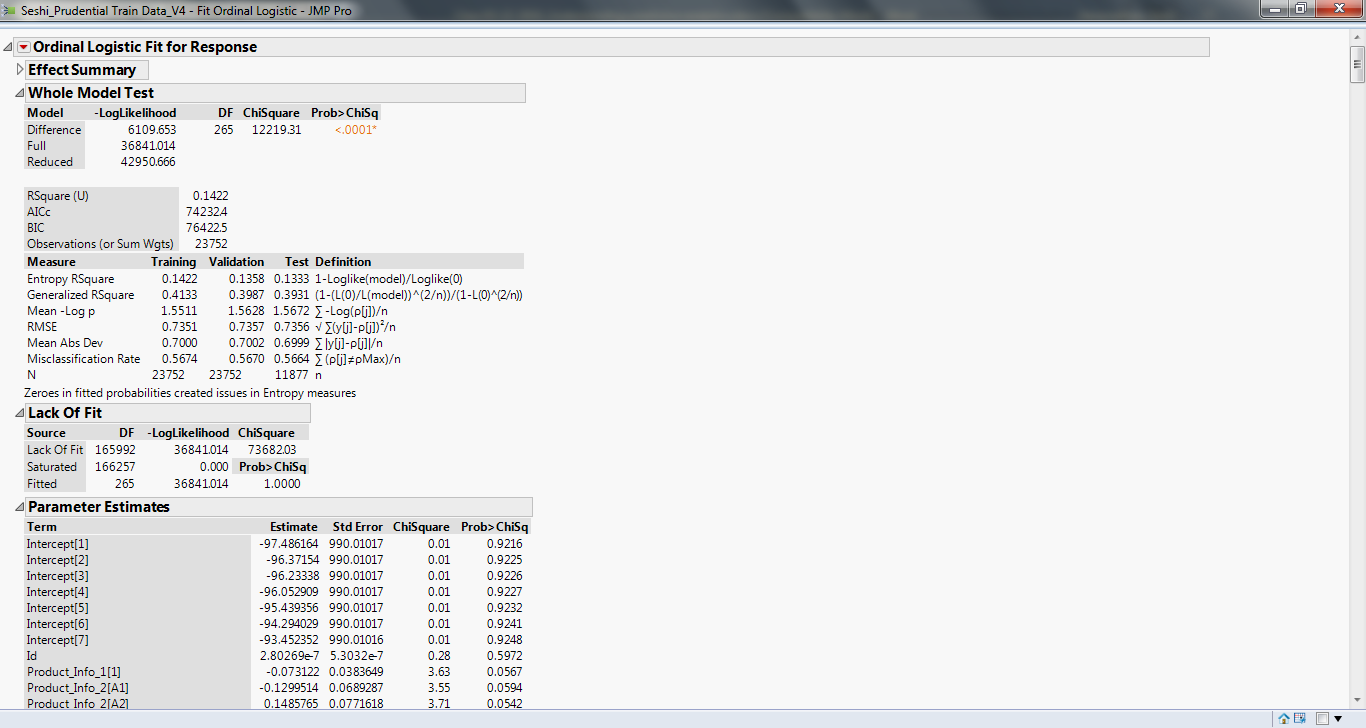 Seshi_Prudential Train Data_V4 - Fit Ordinal Logistic - JMP Pro
Ordinal Logistic Fit for Response
Effect Summary
Whole Model Test
Model -LogLikelihood DF ChiSquare Prob>ChiSq
Difference 6109.653 265 12219.31 <.0001*
Full 36841.014
Reduced 42950.666
RSquare (U) 0.1422
AICc 74232.4
BIC 76422.5
Observations (or Sum Wgts) 23752
Measure Training Validation Test Definition
Entropy RSquare 0.1422 0.1358 0.1333 1-Loglike(model)/Loglike(0)
Generalized RSquare 0.4133 0.3987 0.3931 (1-(L(0)/L(model))^(2/n))/(1-L(0)^(2/n))
Mean -Log p 1.5511 1.5628 1.5672 ∑ -Log(ρ[j])/n
RMSE 0.7351 0.7357 0.7356 √ ∑(y[j]-ρ[j])²/n
Mean Abs Dev 0.7000 0.7002 0.6999 ∑ |y[j]-ρ[j]|/n
Misclassification Rate 0.5674 0.5670 0.5664 ∑ (ρ[j]≠ρMax)/n
N 23752 23752 11877 n
Zeroes in fitted probabilities created issues in Entropy measures
Lack Of Fit
Source DF -LogLikelihood ChiSquare
Lack Of Fit 165992 36841.014 73682.03
Saturated 166257 0.000 Prob>ChiSq
Fitted 265 36841.014 1.0000
Parameter Estimates
Term Estimate Std Error ChiSquare Prob>ChiSq
Intercept[1] -97.486164 990.01017 0.01 0.9216
Intercept[2] -96.37154 990.01017 0.01 0.9225
Intercept[3] -96.23338 990.01017 0.01 0.9226
Intercept[4] -96.052909 990.01017 0.01 0.9227
Intercept[5] -95.439356 990.01017 0.01 0.9232
Intercept[6] -94.294029 990.01017 0.01 0.9241
Intercept[7] -93.452352 990.01016 0.01 0.9248
Id 2.80269e-7 5.3032e-7 0.28 0.5972
Product_Info_1[1] -0.073122 0.0383649 3.63 0.0567
Product_Info_2[A1] -0.1299514 0.0689287 3.55 0.0594
Product_Info_2[A2] 0.1485765 0.0771618 3.71 0.0542